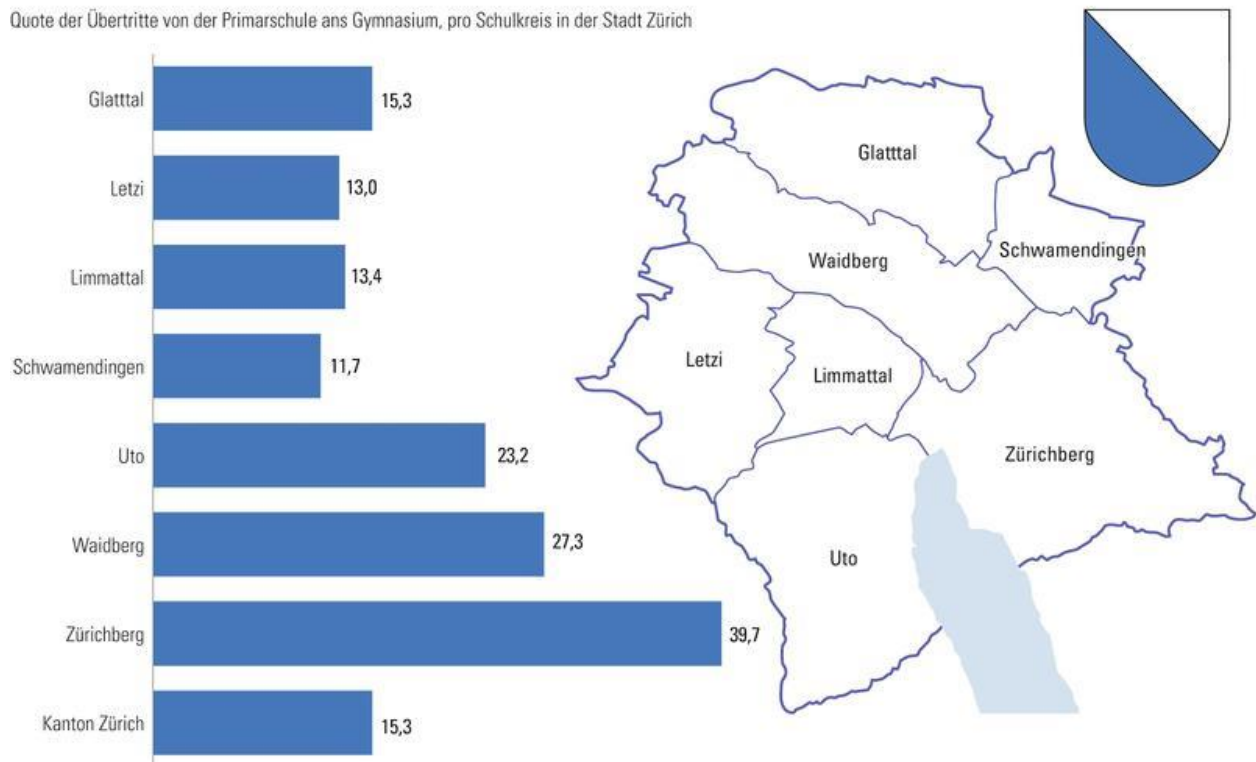 Quote der Übertritte von der Primarschule ans Gymnasium, pro Schulkreis in der Stadt Zürich
Glatttal 15,3
Letzi 13,0
Limmattal 13,4
Schwamendingen 11,7
Uto 23,2
Waidberg 27,3
Zürichberg 39,7
Kanton Zürich 15,3
Glatttal
Schwamendingen
Waidberg
Letzi
Limmattal
Zürichberg
Uto